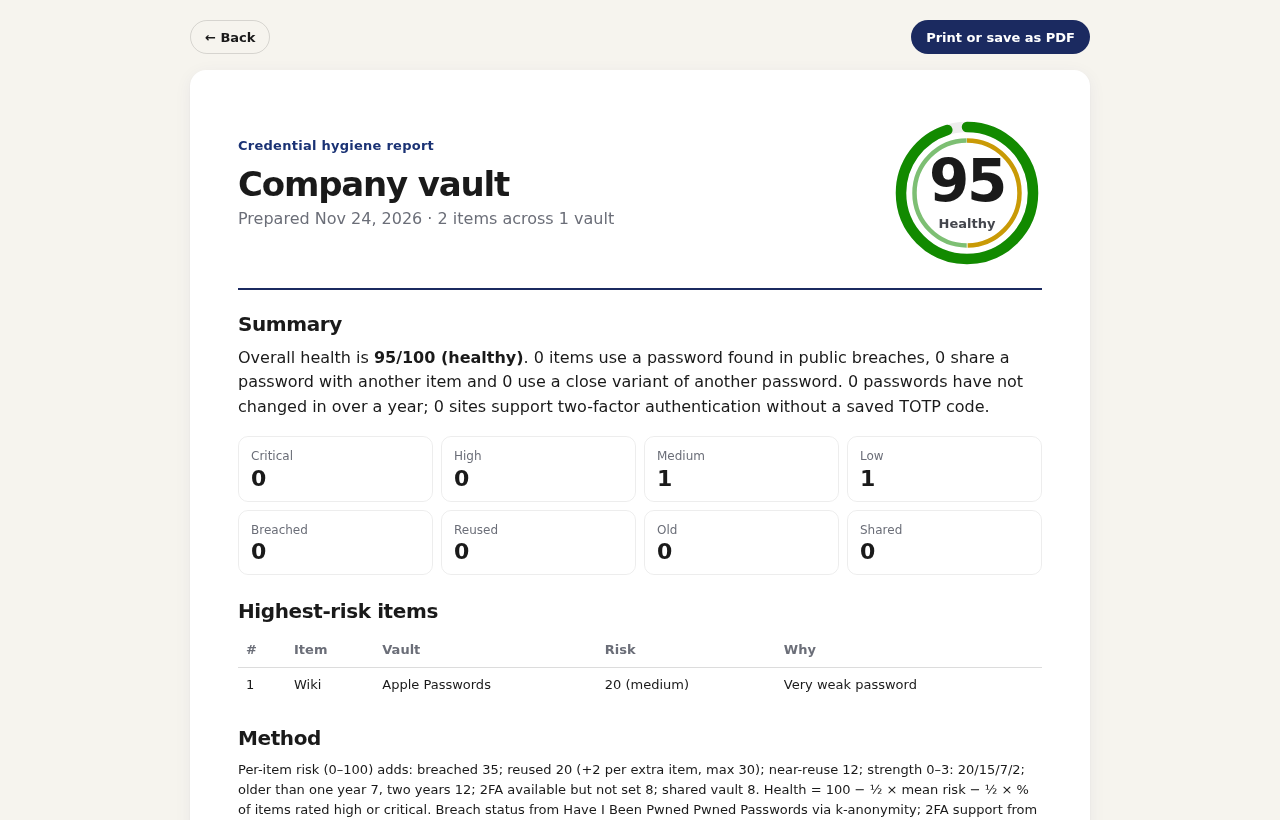 ← Back
Print or save as PDF
Credential hygiene report
Company vault
Prepared Nov 24, 2026 · 2 items across 1 vault
95
Healthy
Summary
Overall health is 95/100 (healthy). 0 items use a password found in public breaches, 0 share a
password with another item and 0 use a close variant of another password. 0 passwords have not
changed in over a year; 0 sites support two-factor authentication without a saved TOTP code.
Critical
0
High
0
Medium
1
Low
1
Breached
0
Reused
0
Old
0
Shared
0
Highest-risk items
# Item Vault Risk Why
1 Wiki Apple Passwords 20 (medium) Very weak password
Method
Per-item risk (0–100) adds: breached 35; reused 20 (+2 per extra item, max 30); near-reuse 12; strength 0–3: 20/15/7/2;
older than one year 7, two years 12; 2FA available but not set 8; shared vault 8. Health = 100 − ½ × mean risk − ½ × %
of items rated high or critical. Breach status from Have I Been Pwned Pwned Passwords via k-anonymity; 2FA support from